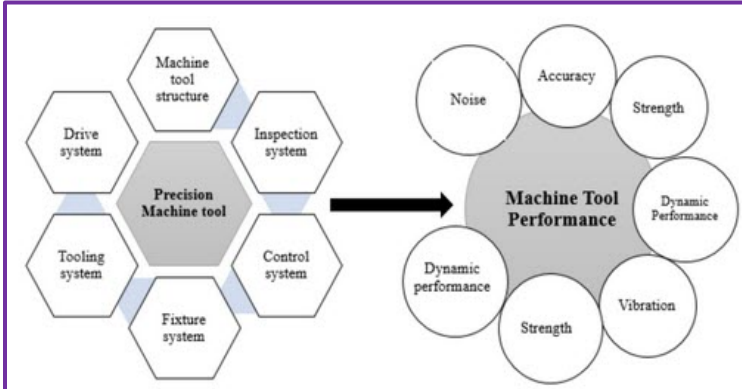 Machine
tool
structure
Drive
system
Inspection
system
Precision
Machine tool
Tooling
system
Control
system
Fixture
system
Noise
Accuracy
Strength
Machine Tool
Performance
Dynamic
Performance
Dynamic
performance
Vibration
Strength